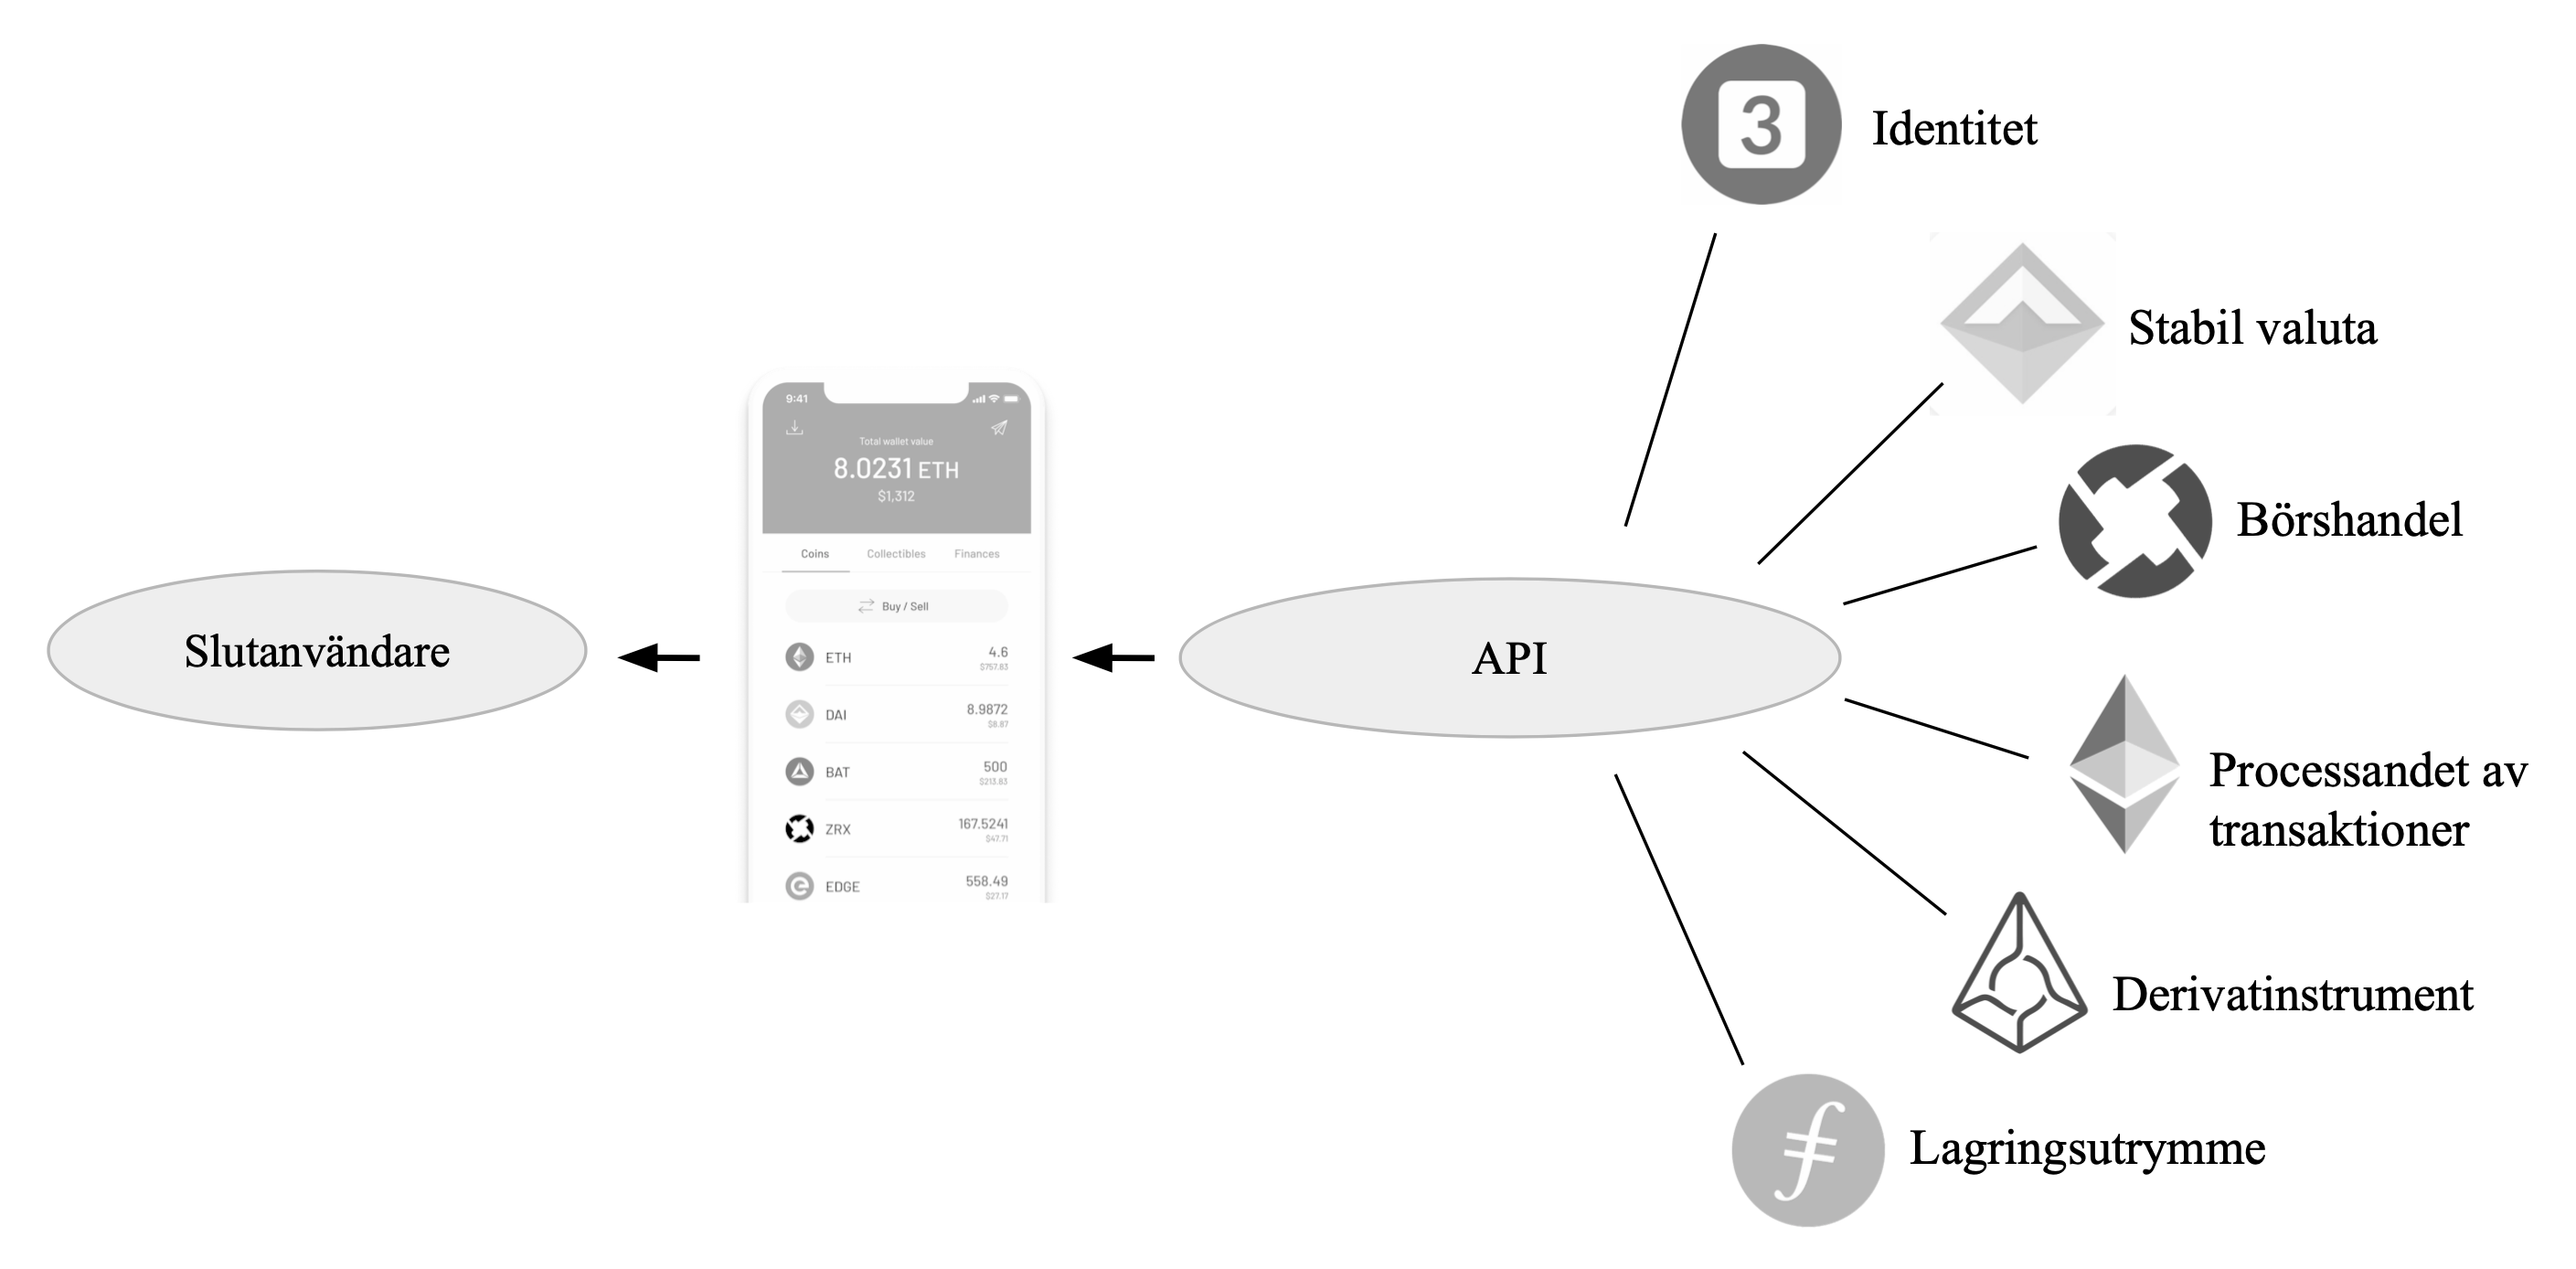 3
Identitet
Stabil valuta
Börshandel
Processandet av
transaktioner
Derivatinstrument
Lagringsutrymme
API
Slutanvändare
9:41
Total wallet value
8.0231 ETH
$1,312
Coins Collectibles Finances
Buy / Sell
ETH 4.6
$757.83
DAI 8.9872
$8.87
BAT 500
$213.83
ZRX 167.5241
$47.71
EDGE 558.49
$27.17